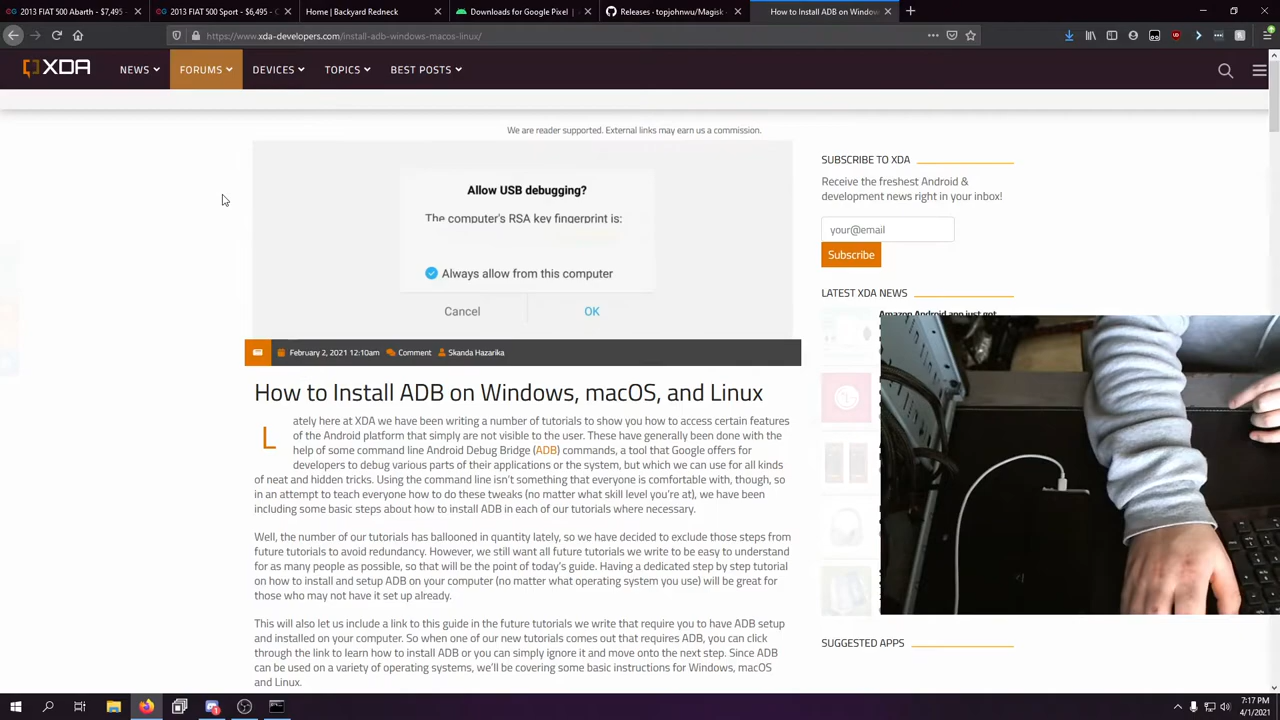 2013 FIAT 500 Abarth - $6,495 -
2013 FIAT 500 Sport - $6,495 - C
Home | Backyard Redneck
Downloads for Google Pixel
Releases · topjohnwu/Magisk
How to Install ADB on Window
https://www.xda-developers.com/install-adb-windows-macos-linux/
XDA
NEWS
FORUMS
DEVICES
TOPICS
BEST POSTS
We are reader supported. External links may earn us a commission.
Allow USB debugging?
The computer's RSA key fingerprint is:
Always allow from this computer
Cancel
OK
February 2, 2021 12:10am
Comment
Skanda Hazarika
How to Install ADB on Windows, macOS, and Linux
Lately here at XDA we have been writing a number of tutorials to show you how to access certain features
of the Android platform that simply are not visible to the user. These have generally been done with the
help of some command line Android Debug Bridge (ADB) commands, a tool that Google offers for
developers to debug various parts of their applications or the system, but which we can use for all kinds
of neat and hidden tricks. Using the command line isn't something that everyone is comfortable with, though, so
in an attempt to teach everyone how to do these tweaks (no matter what skill level you're at), we have been
including some basic steps about how to install ADB in each of our tutorials where necessary.
Well, the number of our tutorials has ballooned in quantity lately, so we have decided to exclude those steps from
future tutorials to avoid redundancy. However, we still want all future tutorials we write to be easy to understand
for as many people as possible, so that will be the point of today's guide. Having a dedicated step by step tutorial
on how to install and setup ADB on your computer (no matter what operating system you use) will be great for
those who may not have it set up already.
This will also let us include a link to this guide in the future tutorials we write that require you to have ADB setup
and installed on your computer. So when one of our new tutorials comes out that requires ADB, you can click
through the link to learn how to install ADB or you can simply ignore it and move onto the next step. Since ADB
can be used on a variety of operating systems, we'll be covering some basic instructions for Windows, macOS
and Linux.
SUBSCRIBE TO XDA
Receive the freshest Android &
development news right in your inbox!
your@email
Subscribe
LATEST XDA NEWS
Amazon Android app just got
SUGGESTED APPS
7:17 PM
4/1/2021